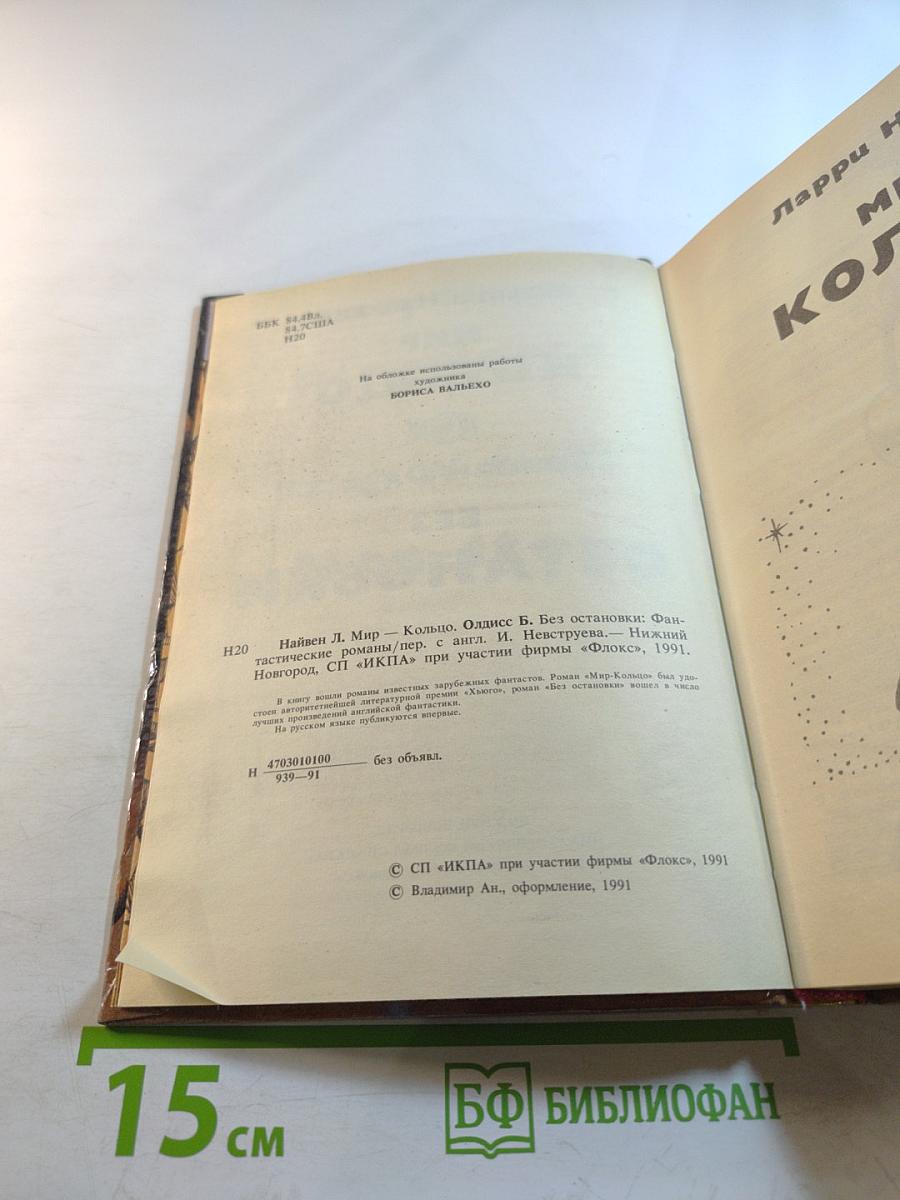 ББК 84.4Вл.
84.7США
Н20
На обложке использованы работы
художника
БОРИСА ВАЛЬЕХО
Н20
Найвен Л. Мир — Кольцо. Олдисс Б. Без остановки: Фан-
тастические романы/пер. с англ. И. Невструева.— Нижний
Новгород, СП «ИКПА» при участии фирмы «Флокс», 1991.
В книгу вошли романы известных зарубежных фантастов. Роман «Мир-Кольцо» был удо-
стоен авторитетнейшей литературной премии «Хьюго», роман «Без остановки» вошел в число
лучших произведений английской фантастики.
На русском языке публикуются впервые.
Н 4703010100 без объявл.
939—91
© СП «ИКПА» при участии фирмы «Флокс», 1991
© Владимир Ан., оформление, 1991
Ларри
15 см
БФ БИБЛИОФАН